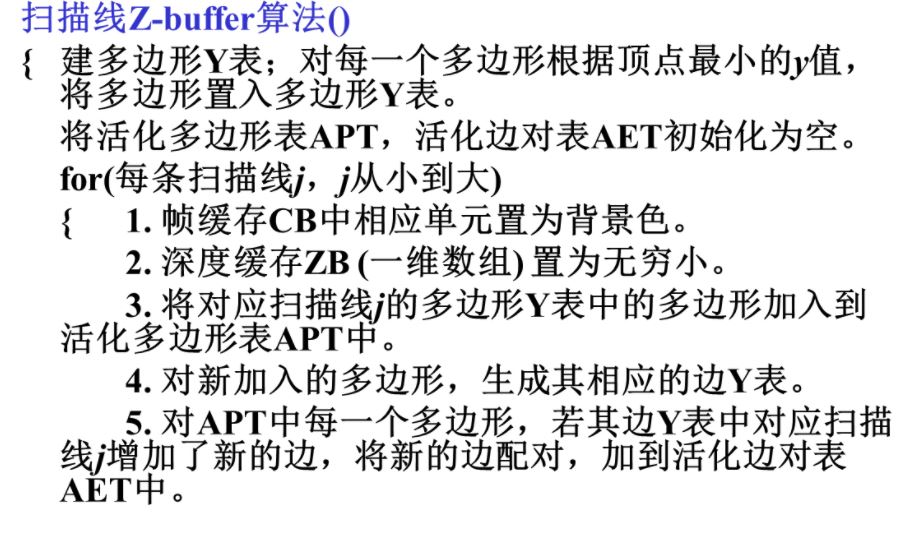 扫描线Z-buffer算法()
{ 建多边形Y表；对每一个多边形根据顶点最小的y值，
将多边形置入多边形Y表。
将活化多边形表APT，活化边对表AET初始化为空。
for(每条扫描线j，j从小到大)
{ 1. 帧缓存CB中相应单元置为背景色。
2. 深度缓存ZB (一维数组) 置为无穷小。
3. 将对应扫描线j的多边形Y表中的多边形加入到
活化多边形表APT中。
4. 对新加入的多边形，生成其相应的边Y表。
5. 对APT中每一个多边形，若其边Y表中对应扫描
线j增加了新的边，将新的边配对，加到活化边对表
AET中。